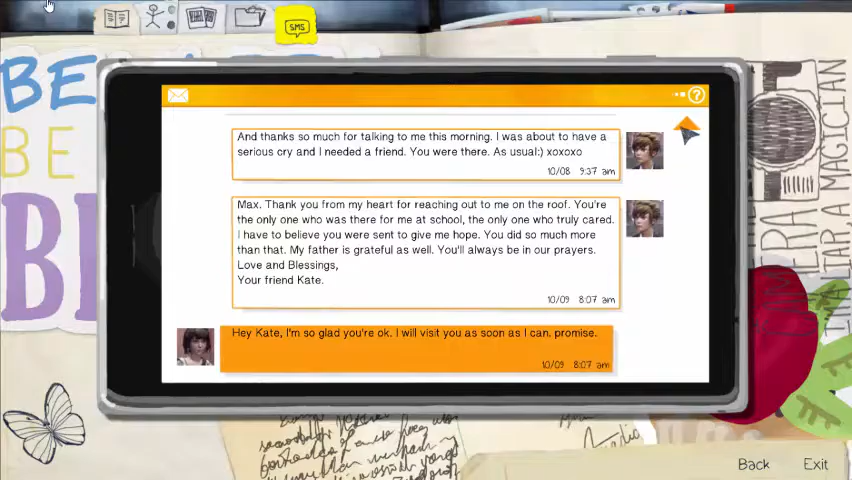 SMS
BE
BE
B
And thanks so much for talking to me this morning. I was about to have a
serious cry and I needed a friend. You were there. As usual:) xoxoxo
10/08 9:37 am
Max. Thank you from my heart for reaching out to me on the roof. You're
the only one who was there for me at school, the only one who truly cared.
I have to believe you were sent to give me hope. You did so much more
than that. My father is grateful as well. You'll always be in our prayers.
Love and Blessings,
Your friend Kate.
10/09 8:07 am
Hey Kate, I'm so glad you're ok. I will visit you as soon as I can. promise.
10/09 8:07 am
CAMERA
I'M A LIAR, A MAGICIAN
Back Exit